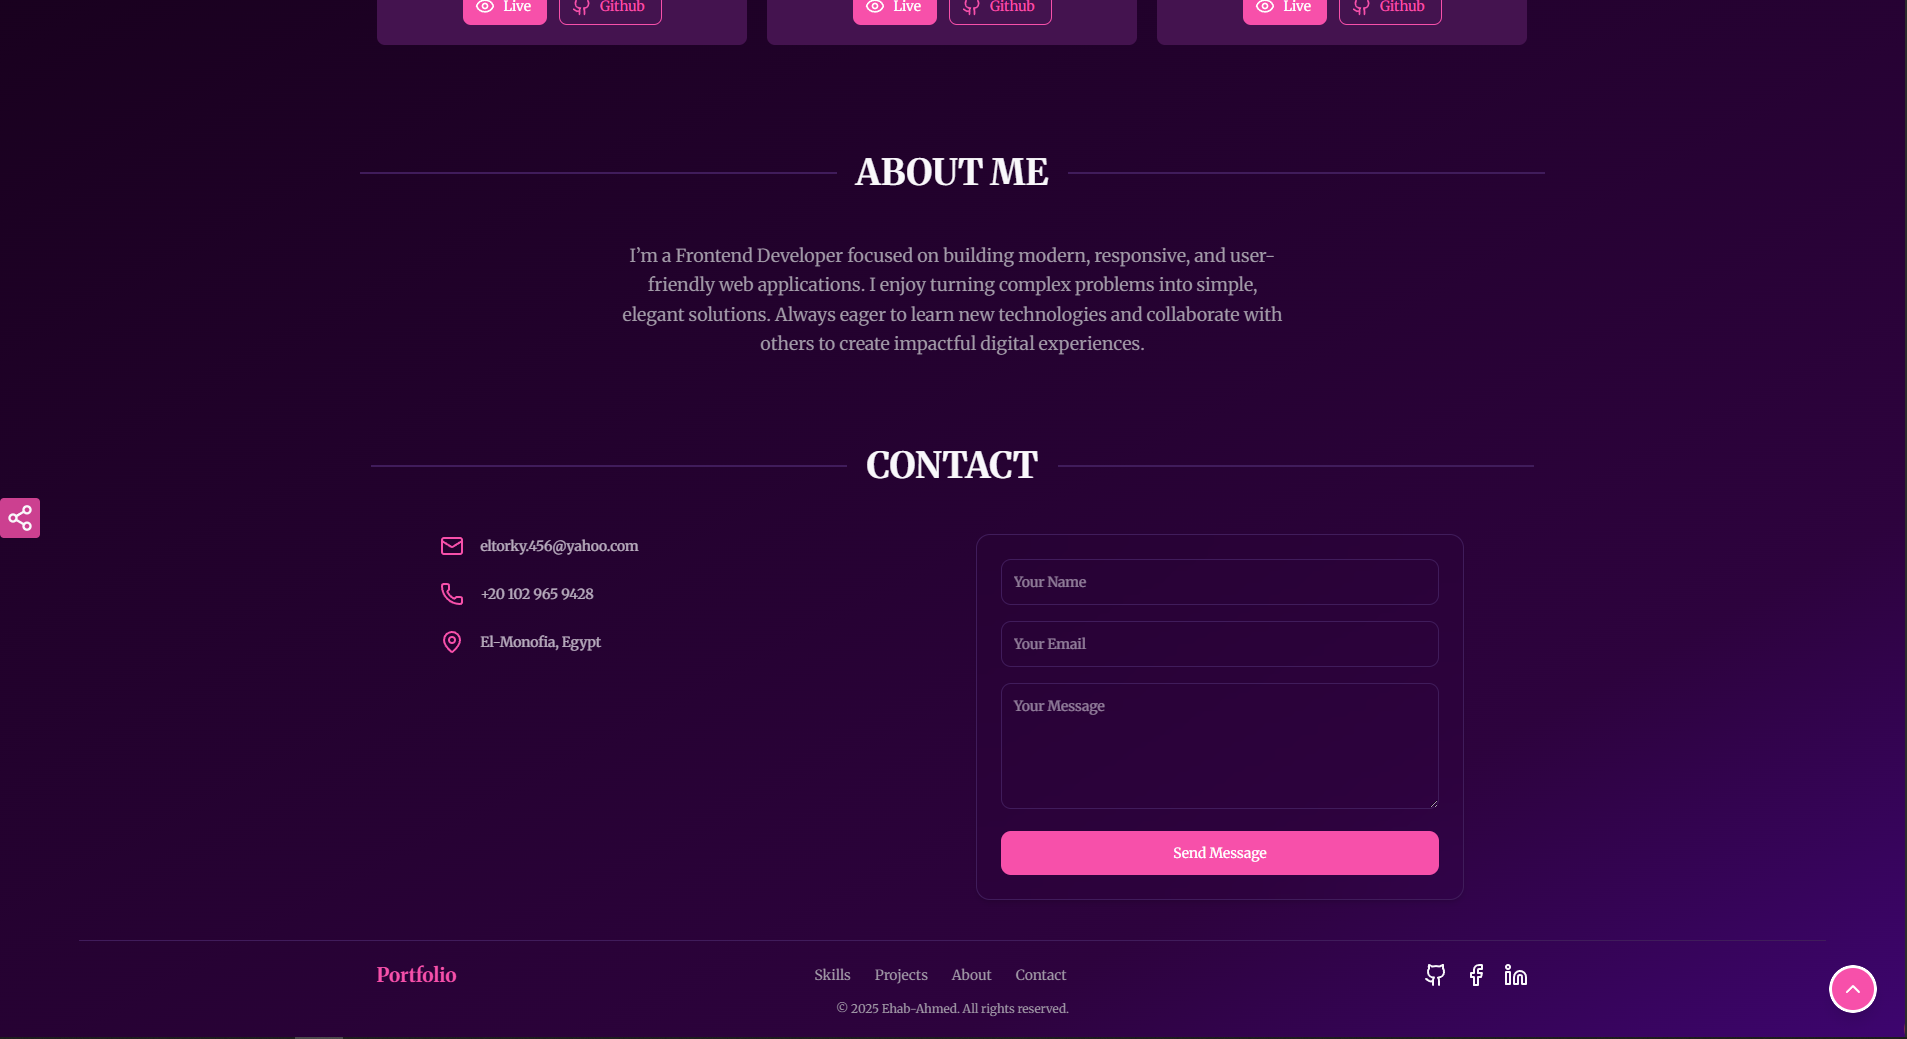 Live Github Live Github Live Github
ABOUT ME
I’m a Frontend Developer focused on building modern, responsive, and user-
friendly web applications. I enjoy turning complex problems into simple,
elegant solutions. Always eager to learn new technologies and collaborate with
others to create impactful digital experiences.
CONTACT
eltorky.456@yahoo.com
+20 102 965 9428
El-Monofia, Egypt
Your Name
Your Email
Your Message
Send Message
Portfolio
Skills Projects About Contact
© 2025 Ehab-Ahmed. All rights reserved.